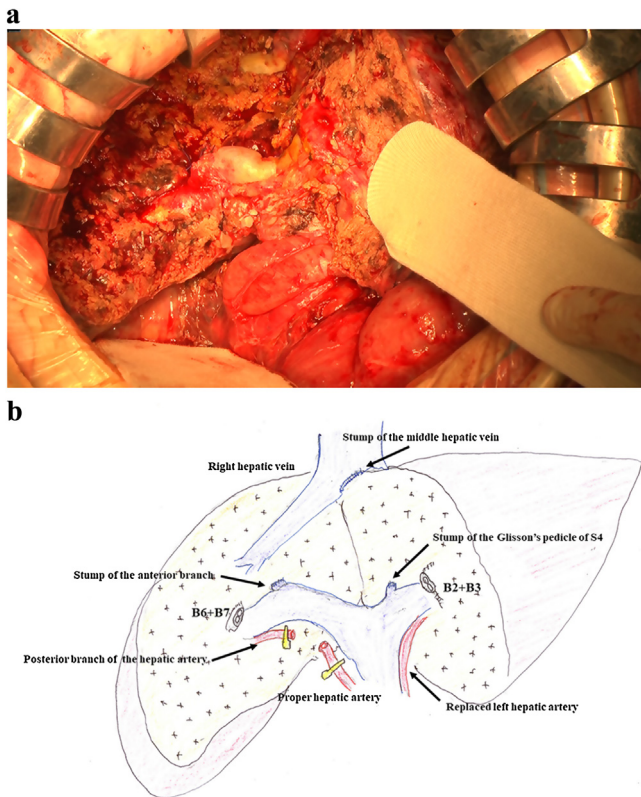 a
b
Stump of the middle hepatic vein
Right hepatic vein
Stump of the Glisson's pedicle of S4
Stump of the anterior branch
B2+B3
B6+B7
Posterior branch of the hepatic artery
Proper hepatic artery
Replaced left hepatic artery